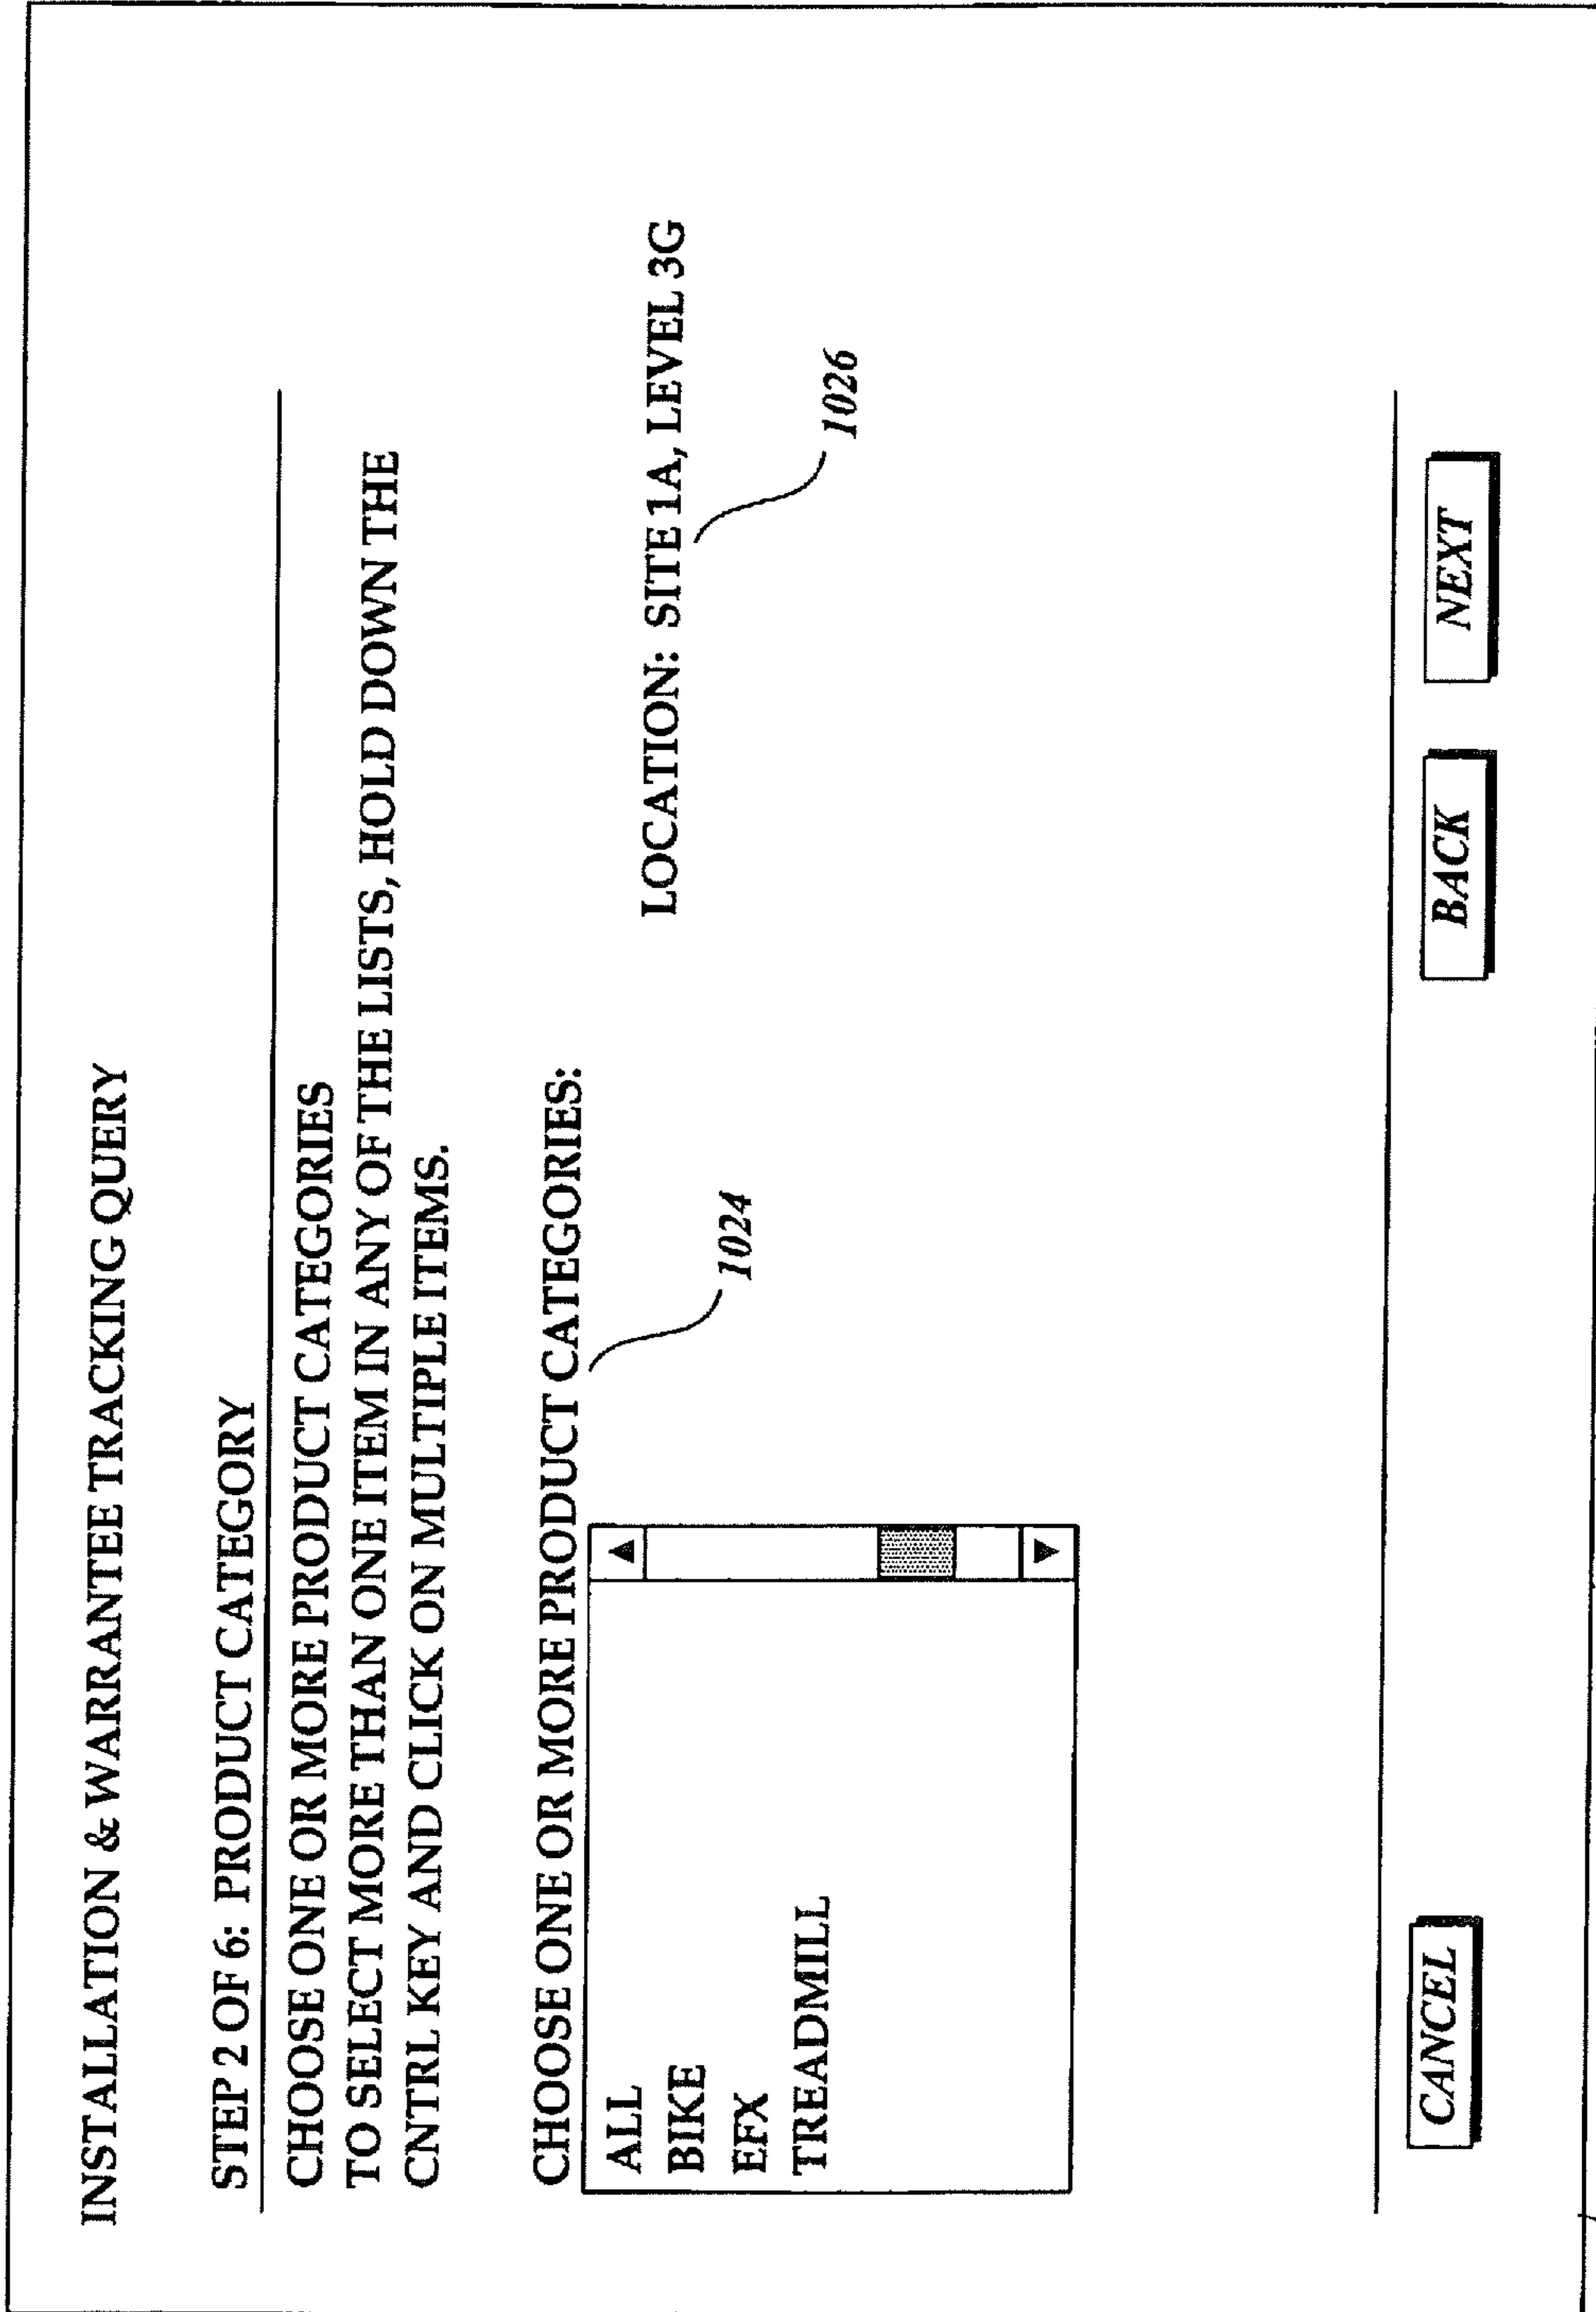 INSTALLATION & WARRANTEE TRACKING QUERY
STEP 2 OF 6: PRODUCT CATEGORY
CHOOSE ONE OR MORE PRODUCT CATEGORIES
TO SELECT MORE THAN ONE ITEM IN ANY OF THE LISTS, HOLD DOWN THE
CNTRL KEY AND CLICK ON MULTIPLE ITEMS.
CHOOSE ONE OR MORE PRODUCT CATEGORIES:
1024
ALL
BIKE
EFX
TREADMILL
LOCATION: SITE 1A, LEVEL 3G
1026
CANCEL
BACK
NEXT